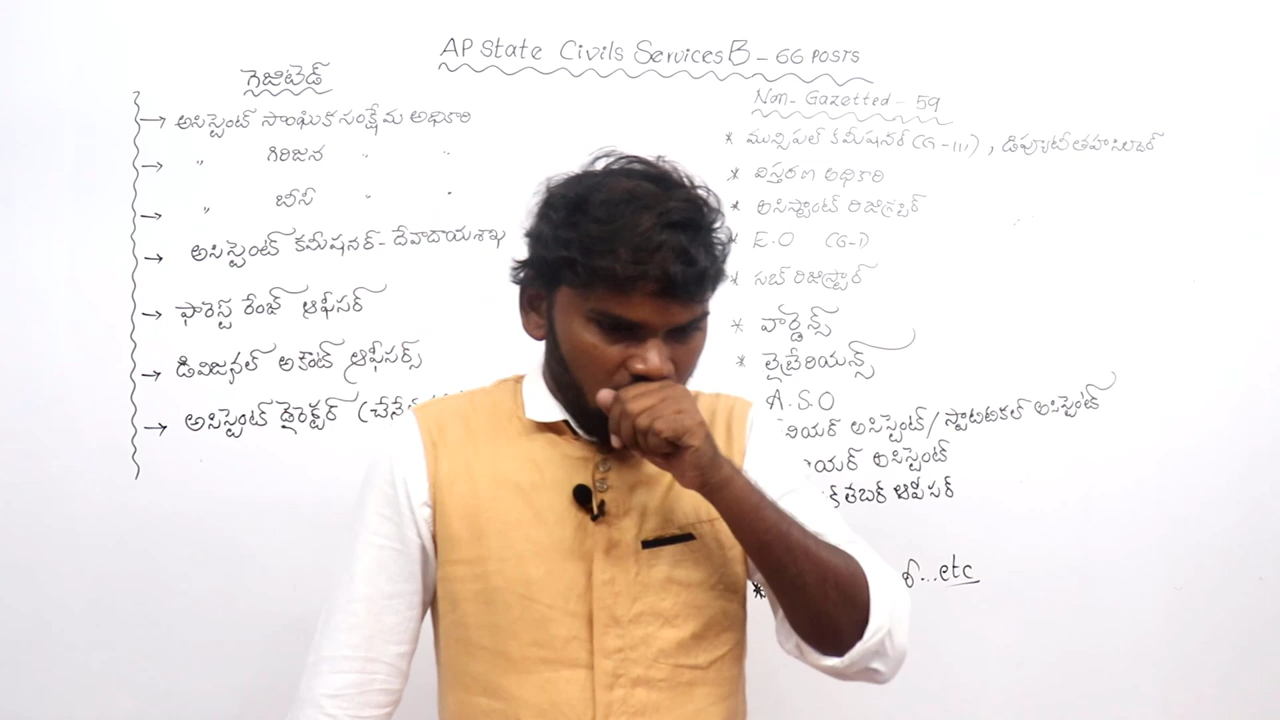 AP State Civils Services B - 66 POSTS
గెజిటెడ్
→ అసిస్టెంట్ సాంఘిక సంక్షేమ అధికారి
→ " గిరిజన " "
→ " బీసీ " "
→ అసిస్టెంట్ కమీషనర్ - దేవాదాయశాఖ
→ ఫారెస్ట్ రేంజ్ ఆఫీసర్
→ డివిజనల్ అకౌంట్ ఆఫీసర్స్
→ అసిస్టెంట్ డైరెక్టర్
Non-Gazetted - 59
* మున్సిపల్ కమీషనర్ (G-III), డిప్యూటీ తహసిల్దార్
* విస్తరణ అధికారి
* అసిస్టెంట్ రిజిస్ట్రార్
* E.O (G-I)
* సబ్ రిజిస్ట్రార్
* వార్డెన్స్
* లైబ్రేరియన్స్
A.S.O
అసిస్టెంట్ / స్టాటిటికల్ అసిస్టెంట్
అసిస్టెంట్
ఆఫీసర్
* ...etc